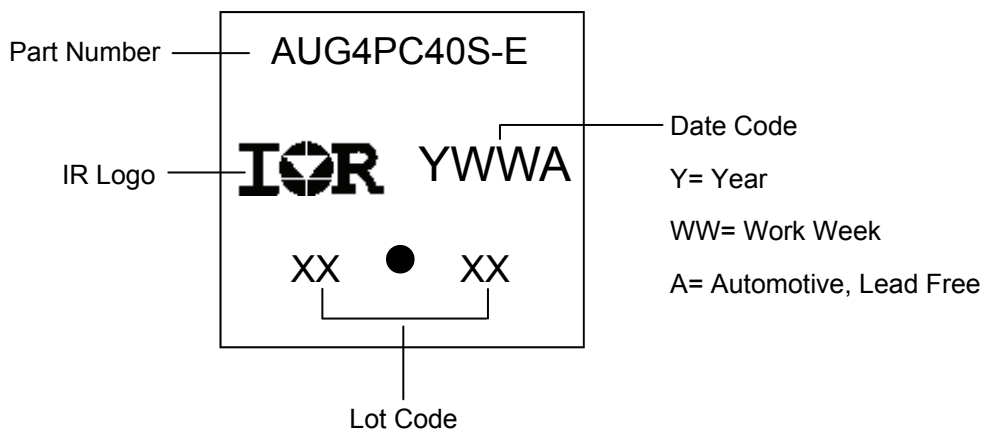 Part Number
AUG4PC40S-E
IR Logo
IOR
YWWA
Date Code
Y= Year
WW= Work Week
A= Automotive, Lead Free
XX
XX
Lot Code